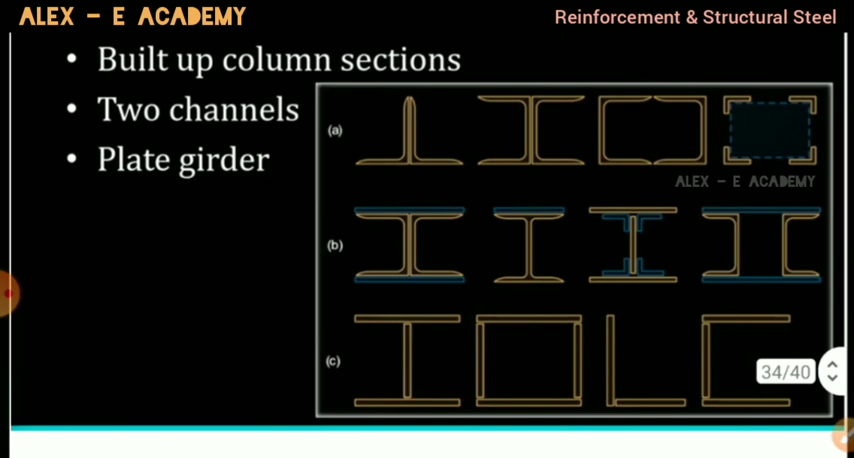 ALEX – E ACADEMY
Reinforcement & Structural Steel
• Built up column sections
• Two channels
• Plate girder
(a)
ALEX – E ACADEMY
(b)
(c)
34/40